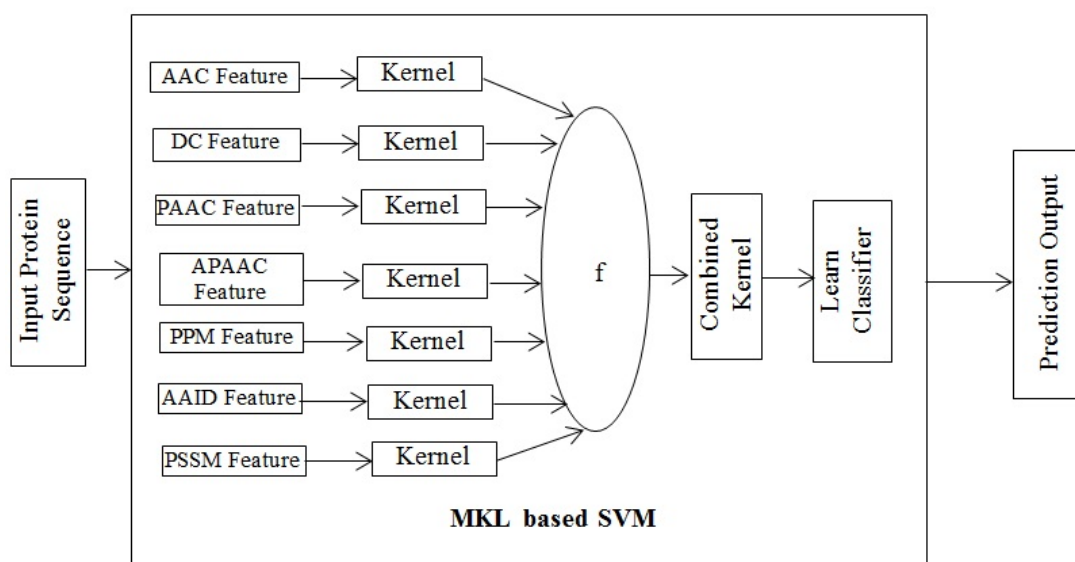 Input Protein
Sequence
AAC Feature
Kernel
DC Feature
Kernel
PAAC Feature
Kernel
APAAC
Feature
Kernel
PPM Feature
Kernel
AAID Feature
Kernel
PSSM Feature
Kernel
f
Combined
Kernel
Learn
Classifier
MKL based SVM
Prediction Output